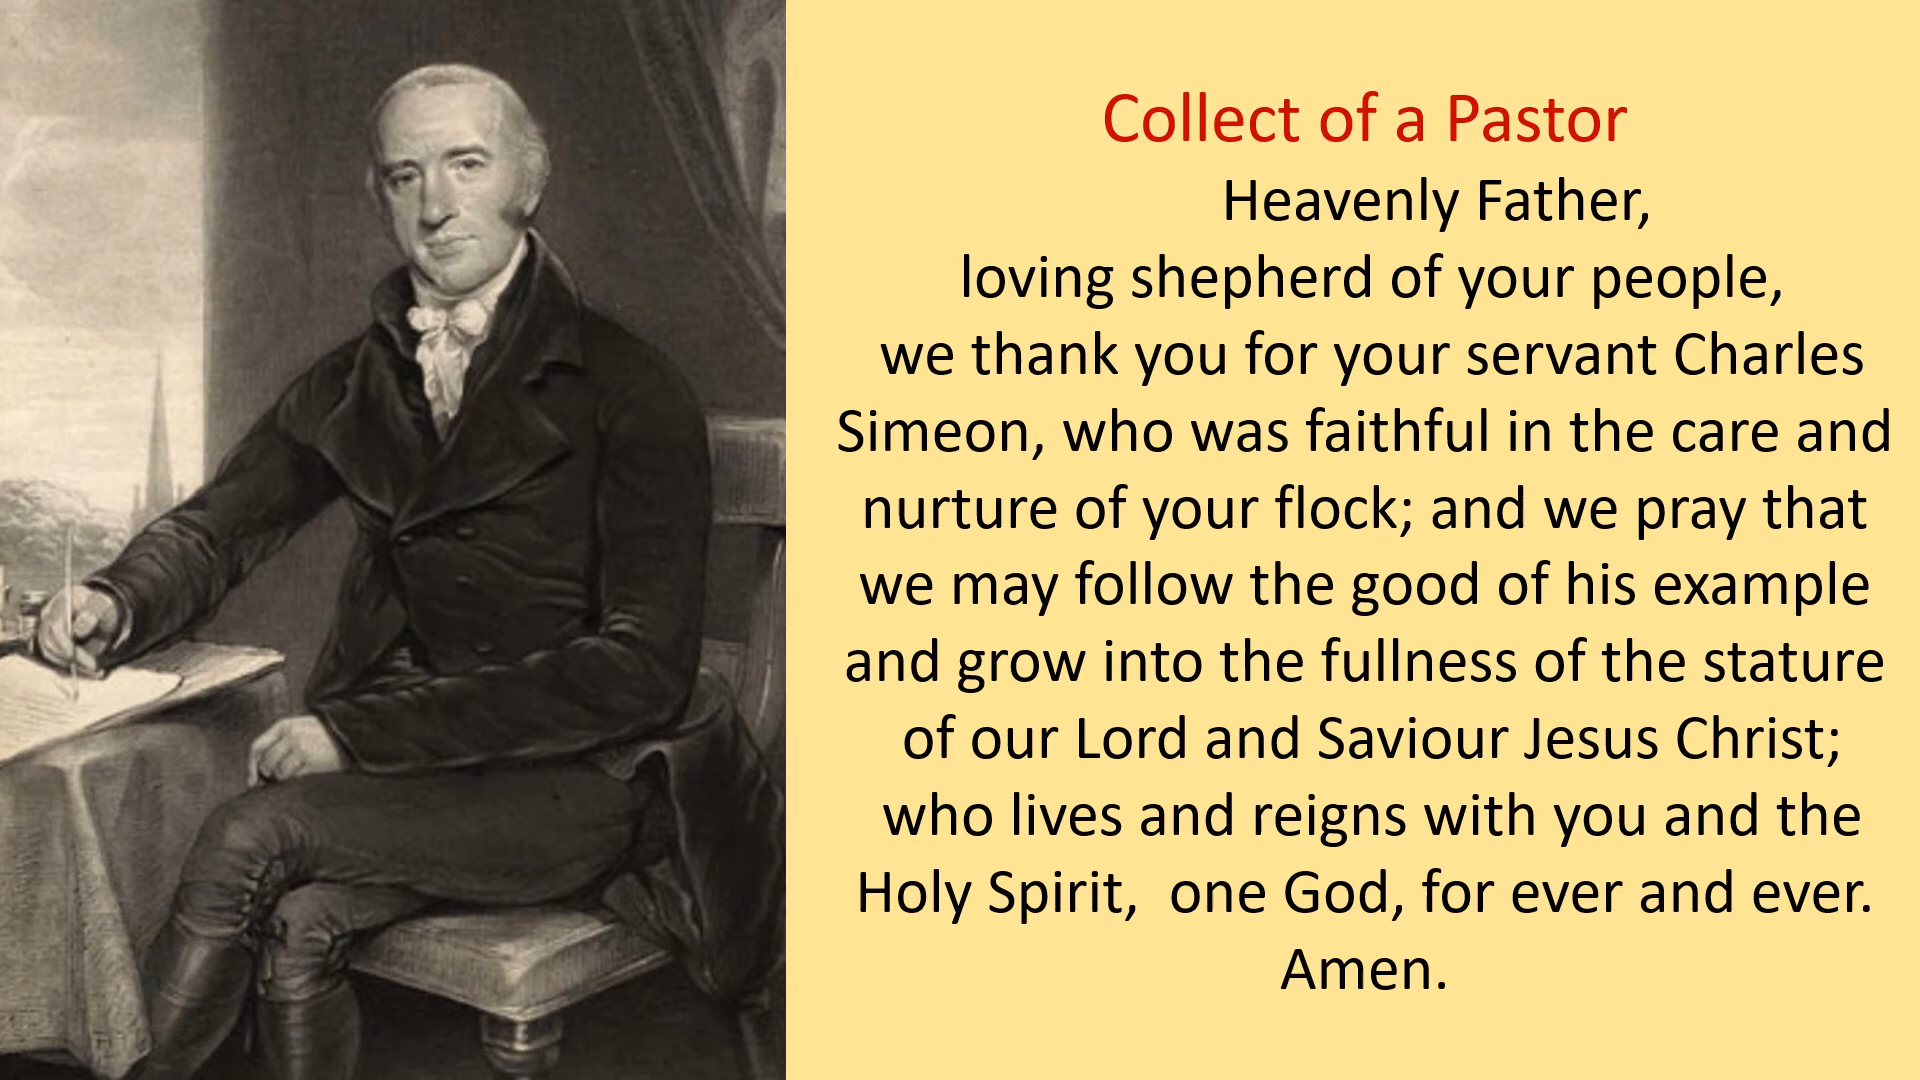 Collect of a Pastor
Heavenly Father,
loving shepherd of your people,
we thank you for your servant Charles
Simeon, who was faithful in the care and
nurture of your flock; and we pray that
we may follow the good of his example
and grow into the fullness of the stature
of our Lord and Saviour Jesus Christ;
who lives and reigns with you and the
Holy Spirit,  one God, for ever and ever.
Amen.